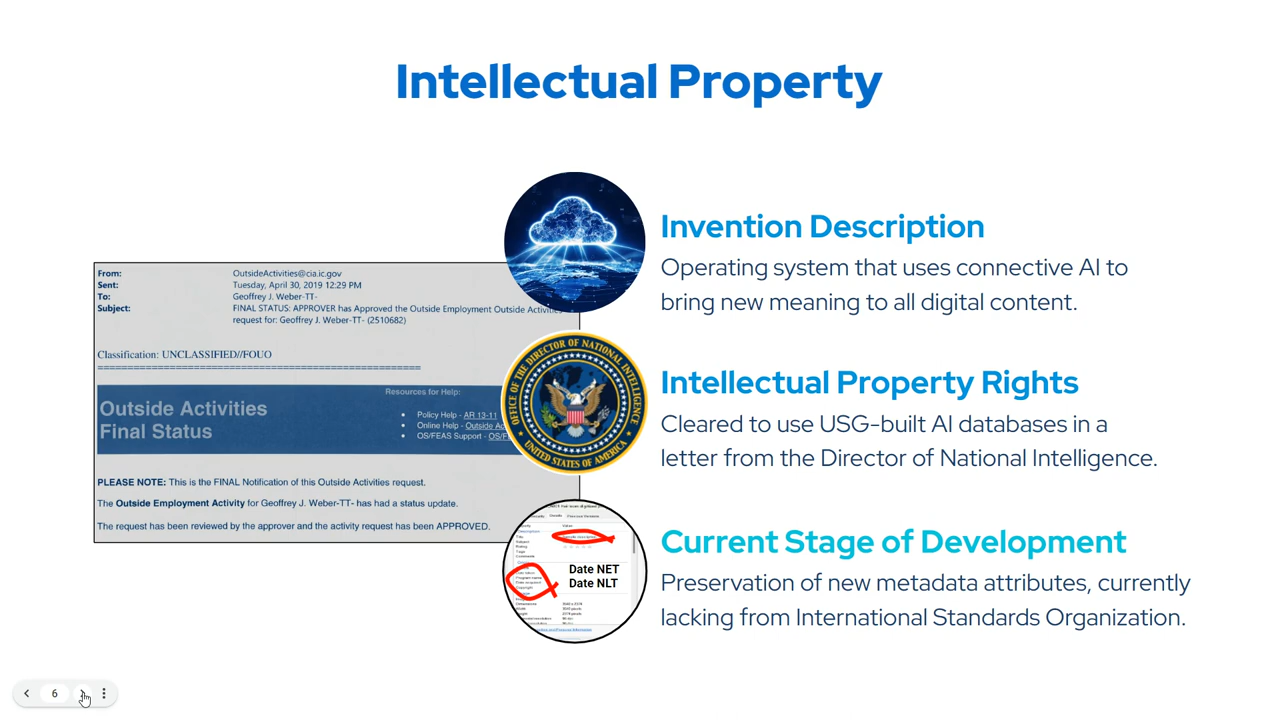 Intellectual Property
From: OutsideActivities@cia.ic.gov
Sent: Tuesday, April 30, 2019 12:29 PM
To: Geoffrey J. Weber-TT-
Subject: FINAL STATUS: APPROVER has Approved the Outside Employment Outside Activities
request for: Geoffrey J. Weber-TT- (2510682)
Classification: UNCLASSIFIED//FOUO
Resources for Help:
Outside Activities
Final Status
• Policy Help - AR 13-11
• Online Help - Outside Ac
• OS/FEAS Support - OS/F
PLEASE NOTE: This is the FINAL Notification of this Outside Activities request.
The Outside Employment Activity for Geoffrey J. Weber-TT- has had a status update.
The request has been reviewed by the approver and the activity request has been APPROVED.
Invention Description
Operating system that uses connective AI to
bring new meaning to all digital content.
OFFICE OF THE DIRECTOR OF NATIONAL INTELLIGENCE
UNITED STATES OF AMERICA
Intellectual Property Rights
Cleared to use USG-built AI databases in a
letter from the Director of National Intelligence.
Date NET
Date NLT
Current Stage of Development
Preservation of new metadata attributes, currently
lacking from International Standards Organization.
6